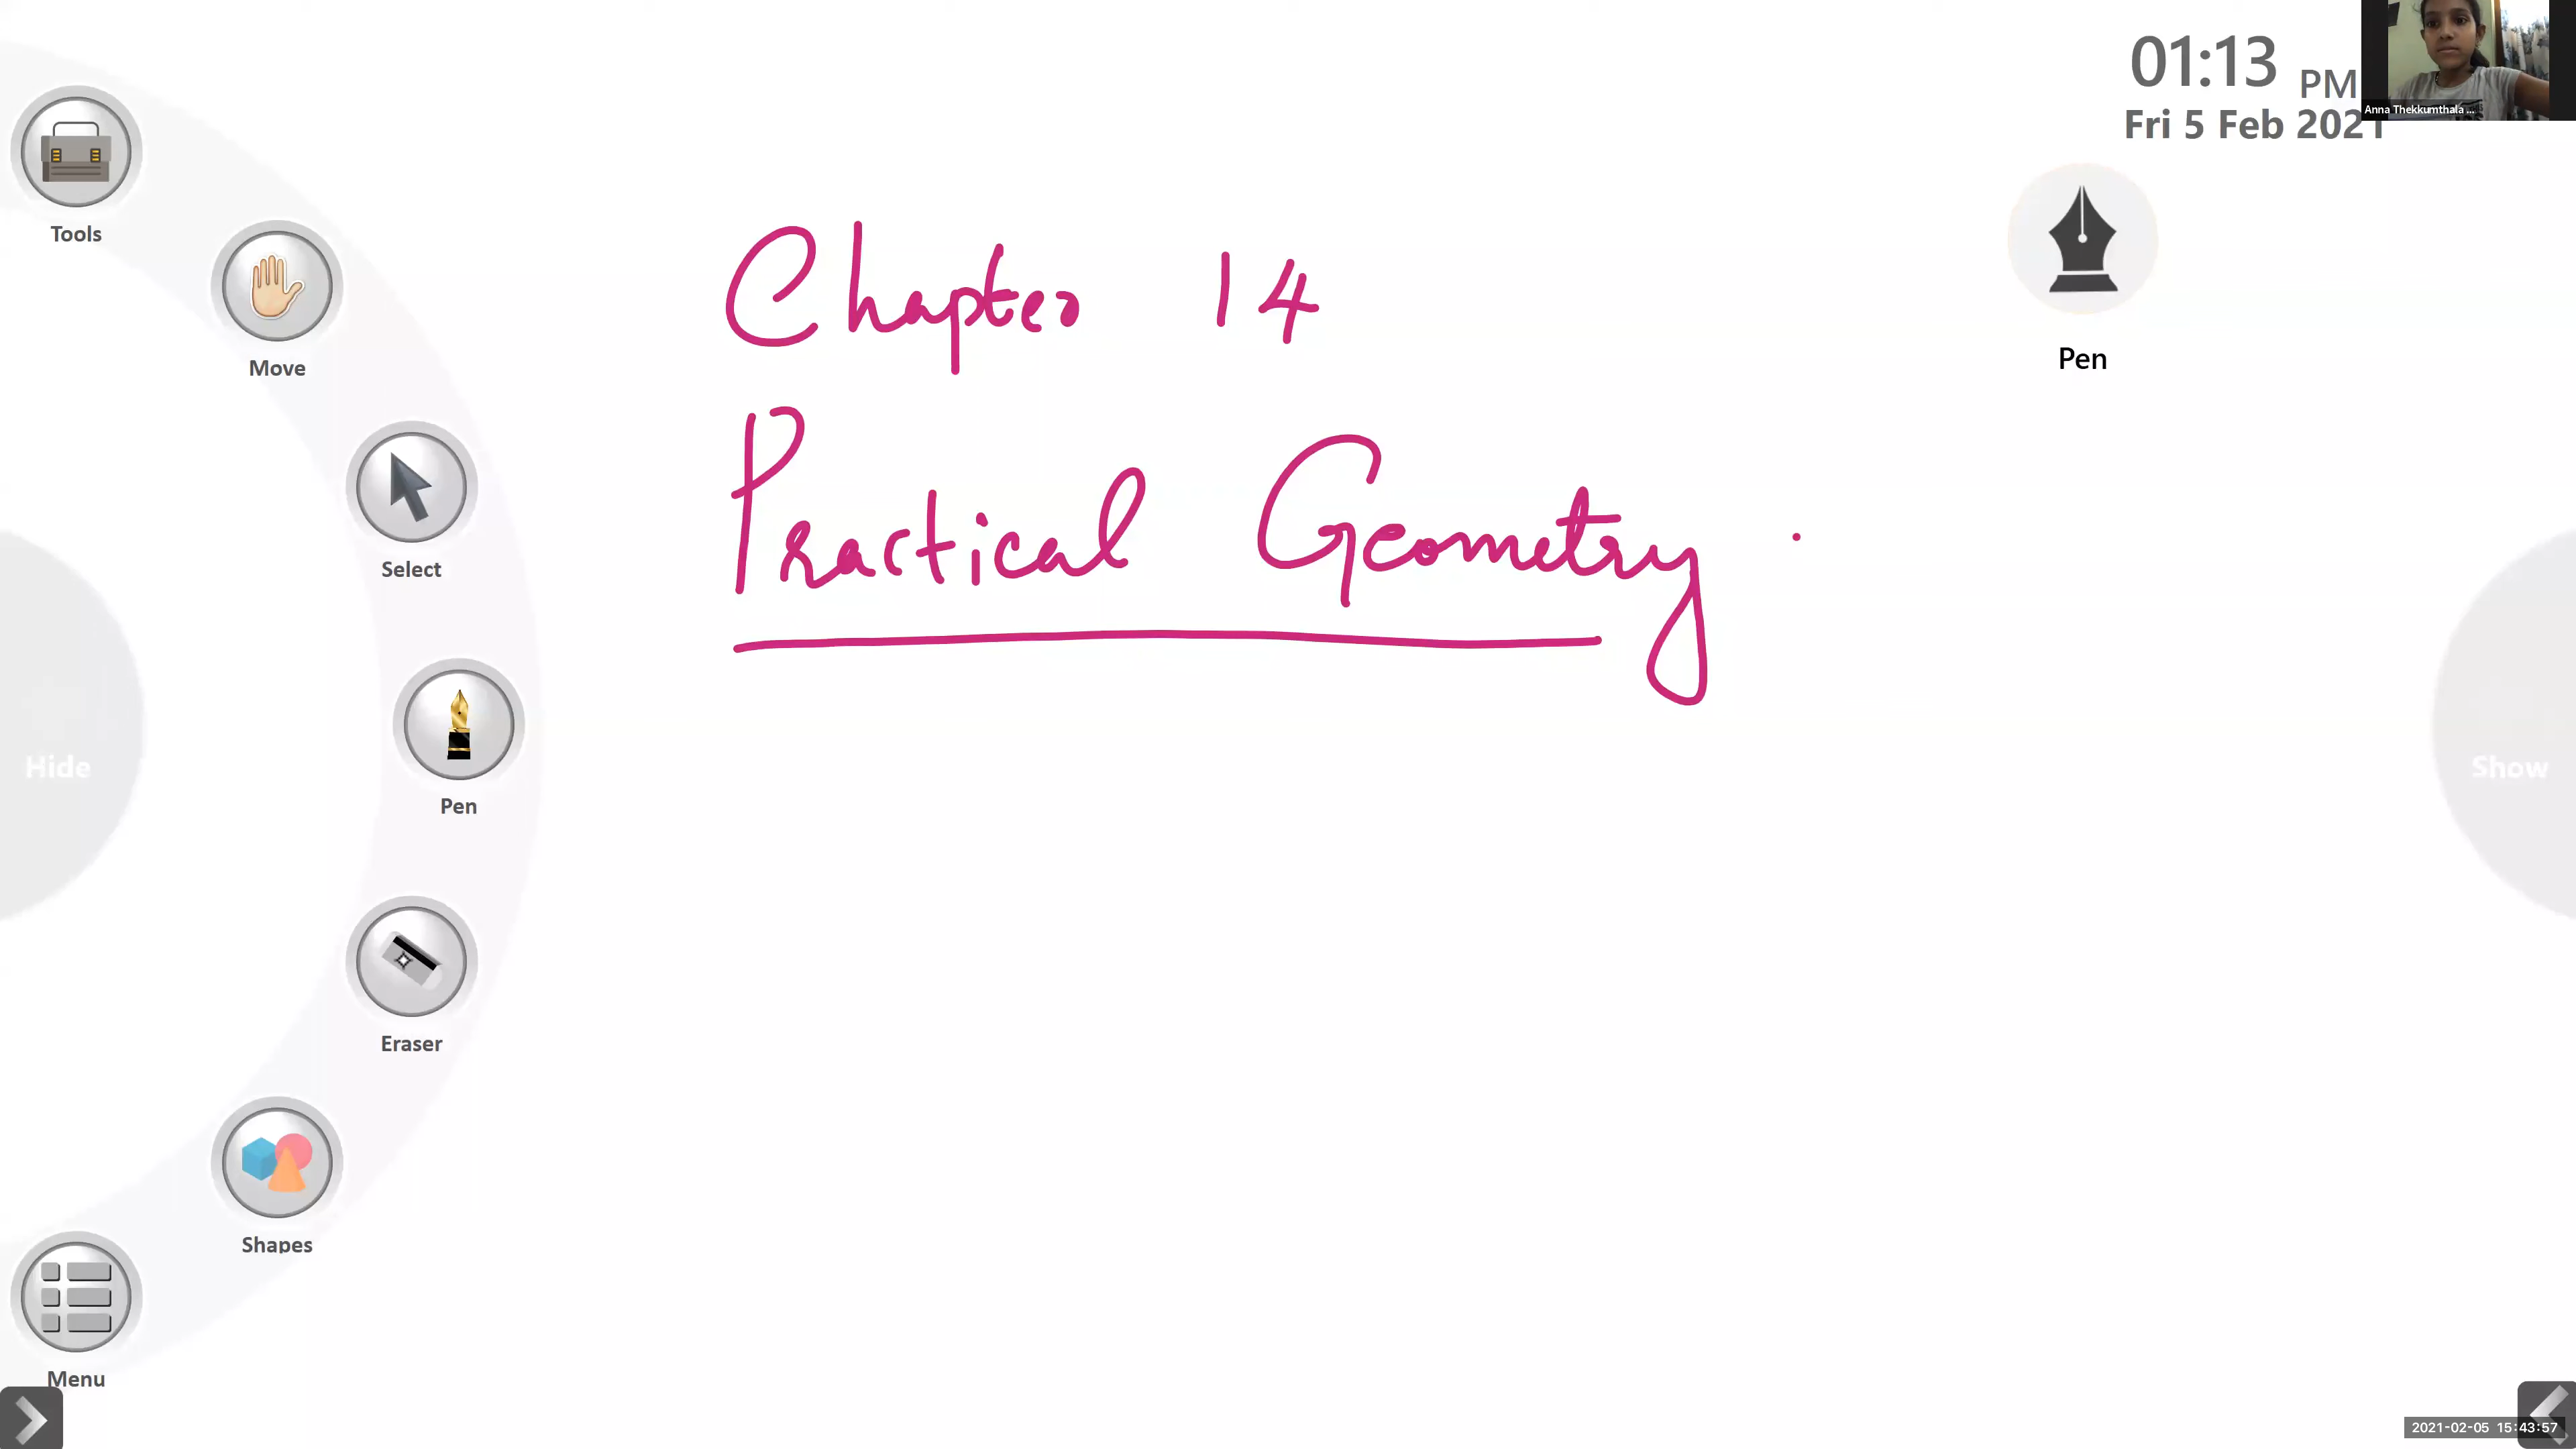 01:13 PM
Fri 5 Feb 2021
Anna Thekkumthala ...
Tools
Move
Select
Pen
Eraser
Shapes
Menu
Hide
Chapter 14
Practical Geometry
Pen
Show
2021-02-05 15:43:57